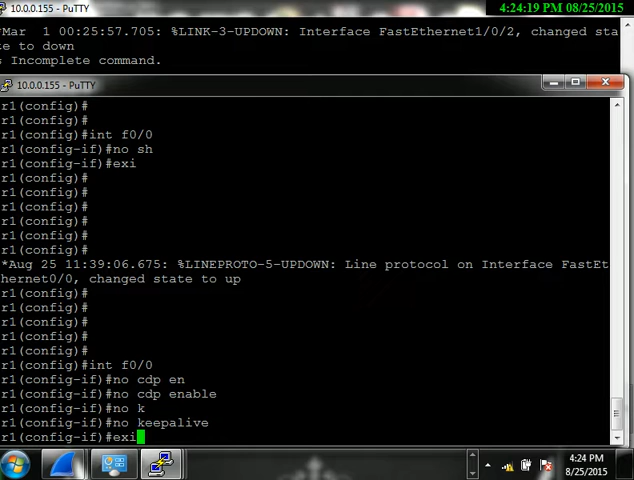 10.0.0.155 - PuTTY
4:24:19 PM 08/25/2015
*Mar  1 00:25:57.705: %LINK-3-UPDOWN: Interface FastEthernet1/0/2, changed sta
te to down
s Incomplete command.
10.0.0.155 - PuTTY
r1(config)#
r1(config)#
r1(config)#int f0/0
r1(config-if)#no sh
r1(config-if)#exi
r1(config)#
r1(config)#
r1(config)#
r1(config)#
r1(config)#
r1(config)#
*Aug 25 11:39:06.675: %LINEPROTO-5-UPDOWN: Line protocol on Interface FastEt
hernet0/0, changed state to up
r1(config)#
r1(config)#
r1(config)#
r1(config)#
r1(config)#
r1(config)#int f0/0
r1(config-if)#no cdp en
r1(config-if)#no cdp enable
r1(config-if)#no k
r1(config-if)#no keepalive
r1(config-if)#exi
4:24 PM
8/25/2015